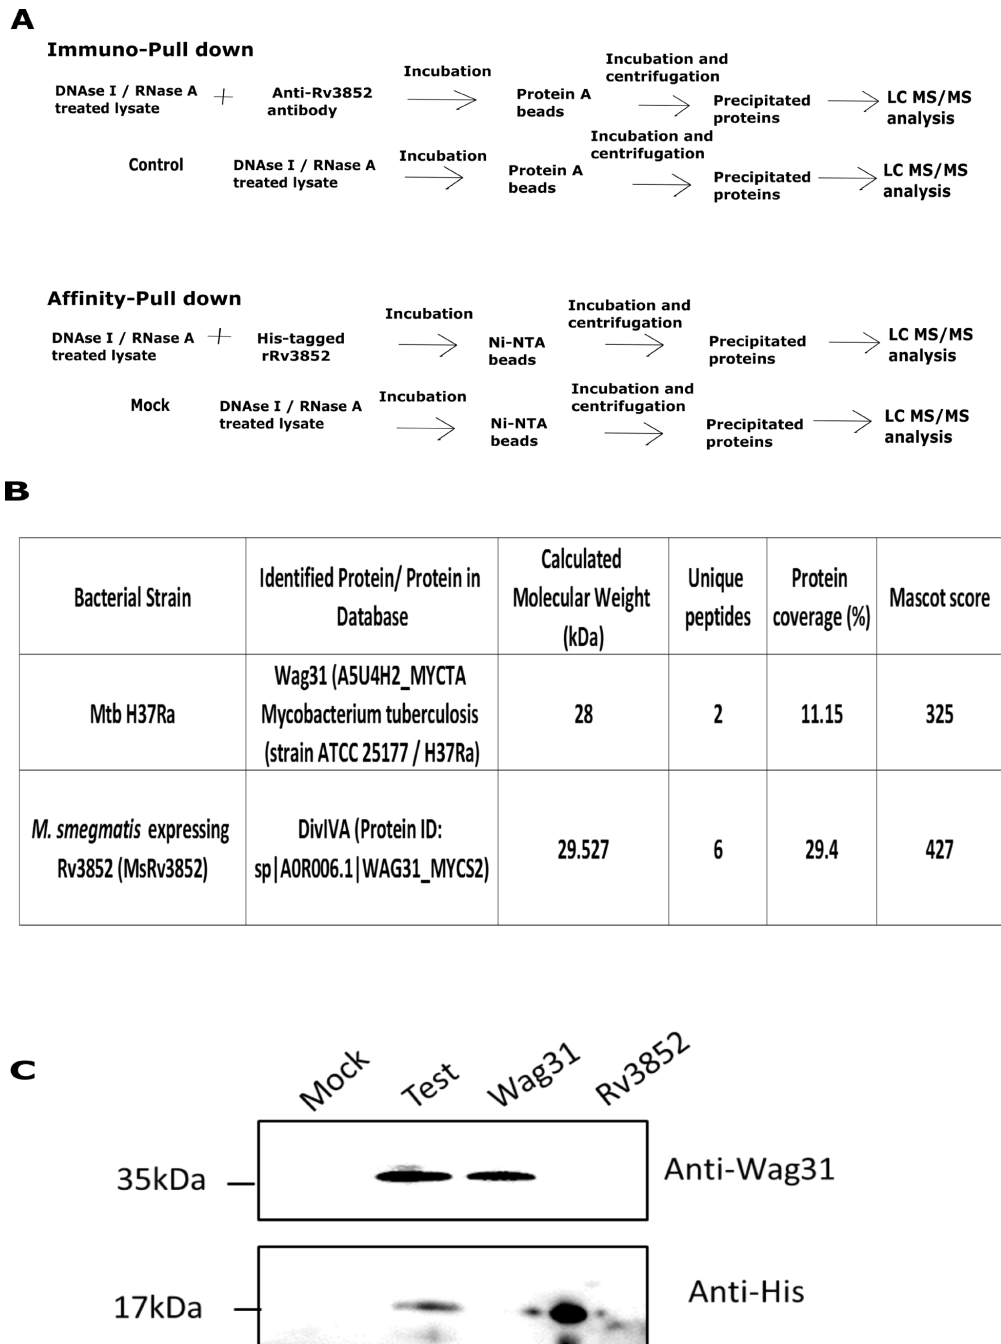 A
Immuno-Pull down
DNAse I / RNase A
treated lysate
+
Anti-Rv3852
antibody
Incubation
Protein A
beads
Incubation and
centrifugation
Precipitated
proteins
LC MS/MS
analysis
Control
DNAse I / RNase A
treated lysate
Incubation
Protein A
beads
Incubation and
centrifugation
Precipitated
proteins
LC MS/MS
analysis
Affinity-Pull down
DNAse I / RNase A
treated lysate
+
His-tagged
rRv3852
Incubation
Ni-NTA
beads
Incubation and
centrifugation
Precipitated
proteins
LC MS/MS
analysis
Mock
DNAse I / RNase A
treated lysate
Incubation
Ni-NTA
beads
Incubation and
centrifugation
Precipitated
proteins
LC MS/MS
analysis
B
Bacterial Strain
Identified Protein/ Protein in
Database
Calculated
Molecular Weight
(kDa)
Unique
peptides
Protein
coverage (%)
Mascot score
Mtb H37Ra
Wag31 (A5U4H2_MYCTA
Mycobacterium tuberculosis
(strain ATCC 25177 / H37Ra)
28
2
11.15
325
M. smegmatis expressing
Rv3852 (MsRv3852)
DivIVA (Protein ID:
sp|A0R006.1|WAG31_MYCS2)
29.527
6
29.4
427
C
Mock
Test
Wag31
Rv3852
35kDa
Anti-Wag31
17kDa
Anti-His